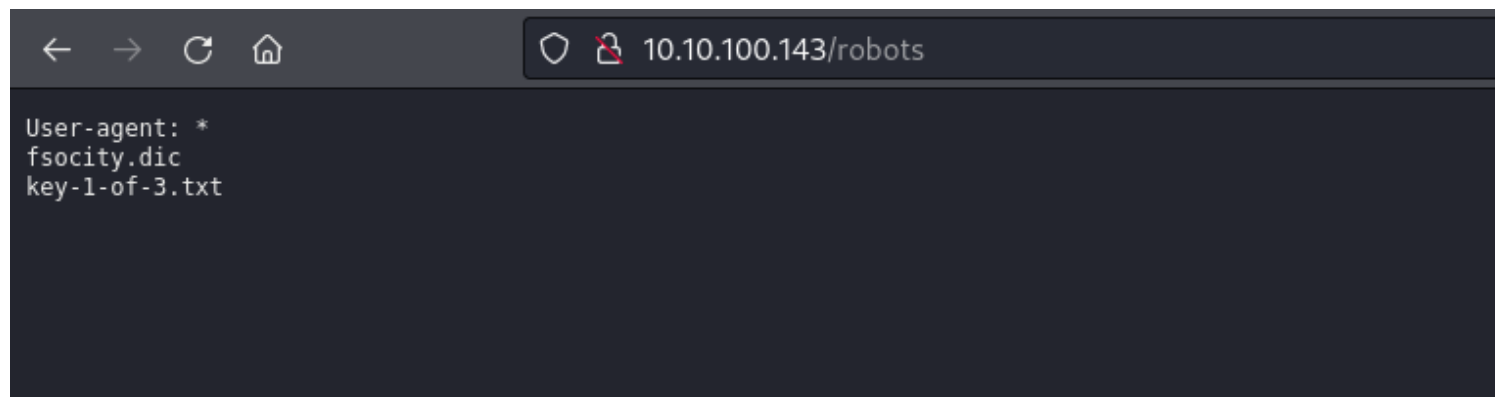 10.10.100.143/robots
User-agent: *
fsocity.dic
key-1-of-3.txt